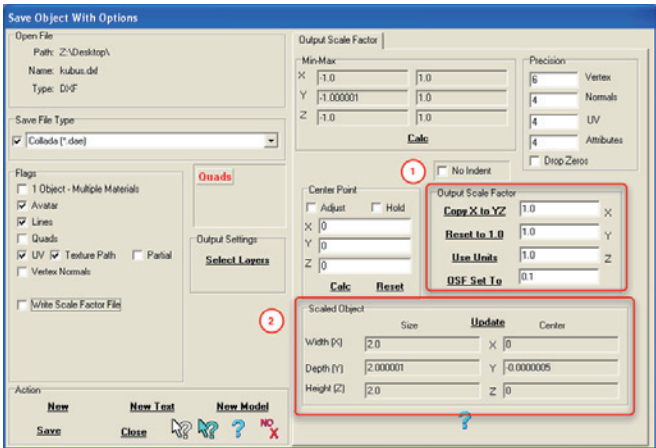 Save Object With Options
Open File
Path: Z:\Desktop\
Name: kubus.dxf
Type: DXF
Save File Type
Collada (*.dae)
Flags
1 Object - Multiple Materials
Avatar
Lines
Quads
UV Texture Path Partial
Vertex Normals
Write Scale Factor File
Quads
Output Settings
Select Layers
Action
New New Text New Model
Save Close ? ? ? NO X
Output Scale Factor
Min-Max
X -1.0 1.0
Y -1.000001 1.0
Z -1.0 1.0
Calc
Precision
6 Vertex
4 Normals
4 UV
4 Attributes
Drop Zeros
1
No Indent
Center Point
Adjust Hold
X 0
Y 0
Z 0
Calc Reset
Output Scale Factor
Copy X to YZ 1.0 X
Reset to 1.0 1.0 Y
Use Units 1.0 Z
OSF Set To 0.1
2
Scaled Object
Size Update Center
Width (X) 2.0 X 0
Depth (Y) 2.000001 Y -0.0000005
Height (Z) 2.0 Z 0
?